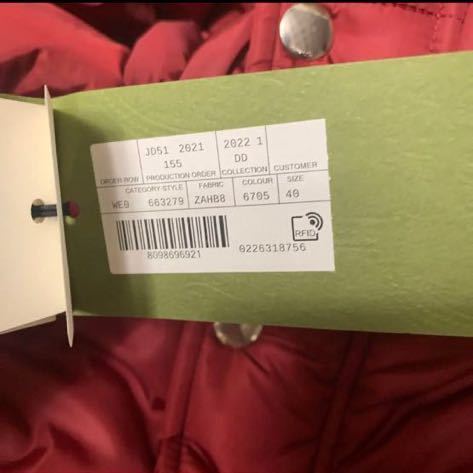 JD51 2021 2022 1
155 DD
ORDER-ROW PRODUCTION ORDER COLLECTION CUSTOMER
CATEGORY-STYLE FABRIC COLOUR SIZE
WE0 663279 ZAHB8 6705 40
RFID
8098696921 0226318756